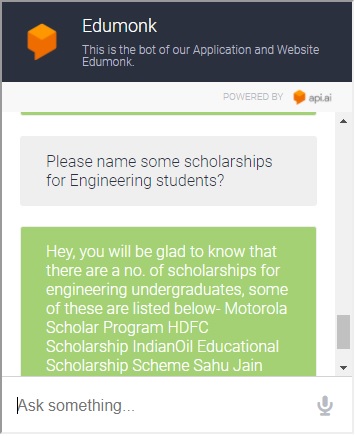 Edumonk
This is the bot of our Application and Website
Edumonk.
POWERED BY api.ai
Please name some scholarships
for Engineering students?
Hey, you will be glad to know that
there are a no. of scholarships for
engineering undergraduates, some
of these are listed below- Motorola
Scholar Program HDFC
Scholarship IndianOil Educational
Scholarship Scheme Sahu Jain
Ask something...